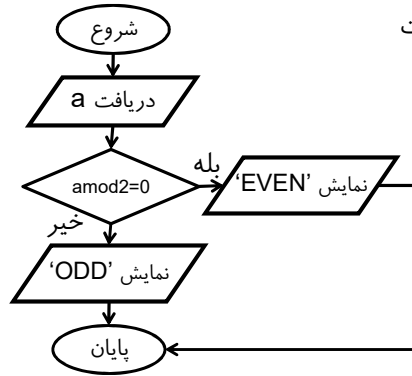 شروع
ت
دریافت a
amod2=0
بله
نمایش 'EVEN'
خیر
نمایش 'ODD'
پایان